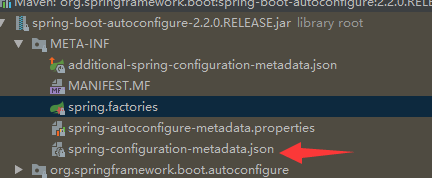 Maven: org.springframework.boot:spring-boot-autoconfigure:2.2.0.RELE
spring-boot-autoconfigure-2.2.0.RELEASE.jar library root
META-INF
additional-spring-configuration-metadata.json
MANIFEST.MF
spring.factories
spring-autoconfigure-metadata.properties
spring-configuration-metadata.json
org.springframework.boot.autoconfigure